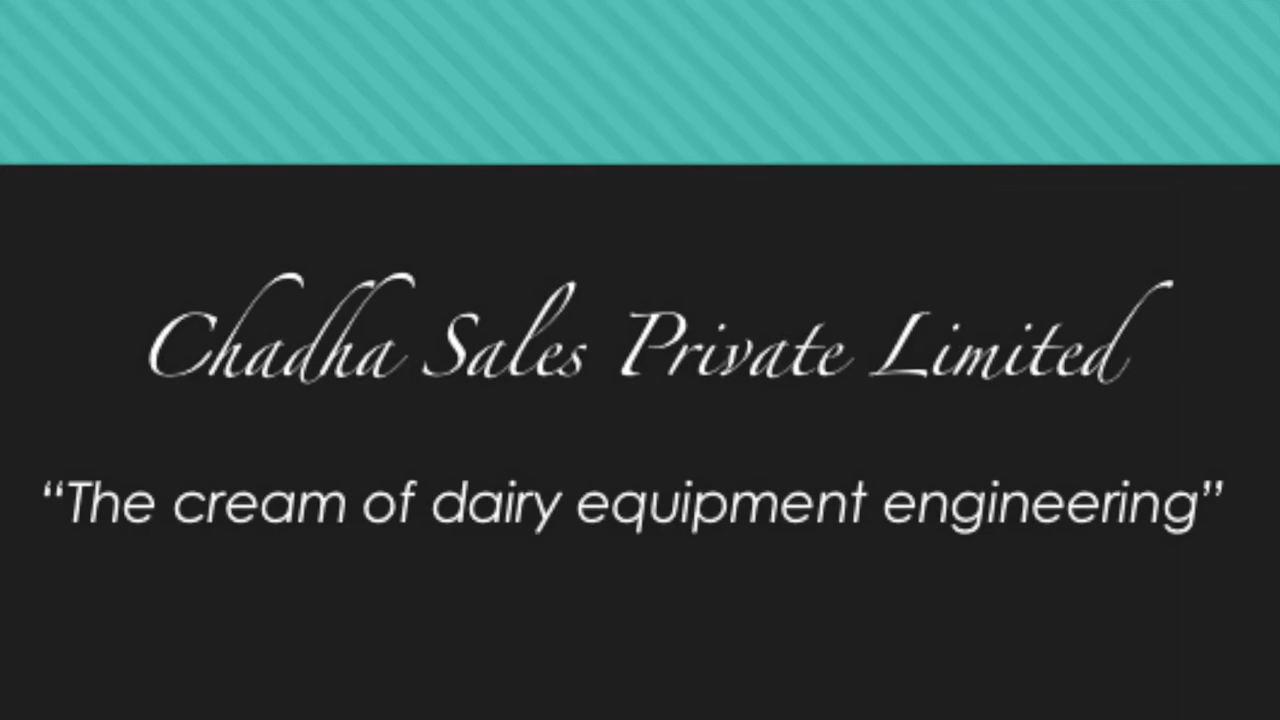 Chadha Sales Private Limited
“The cream of dairy equipment engineering”